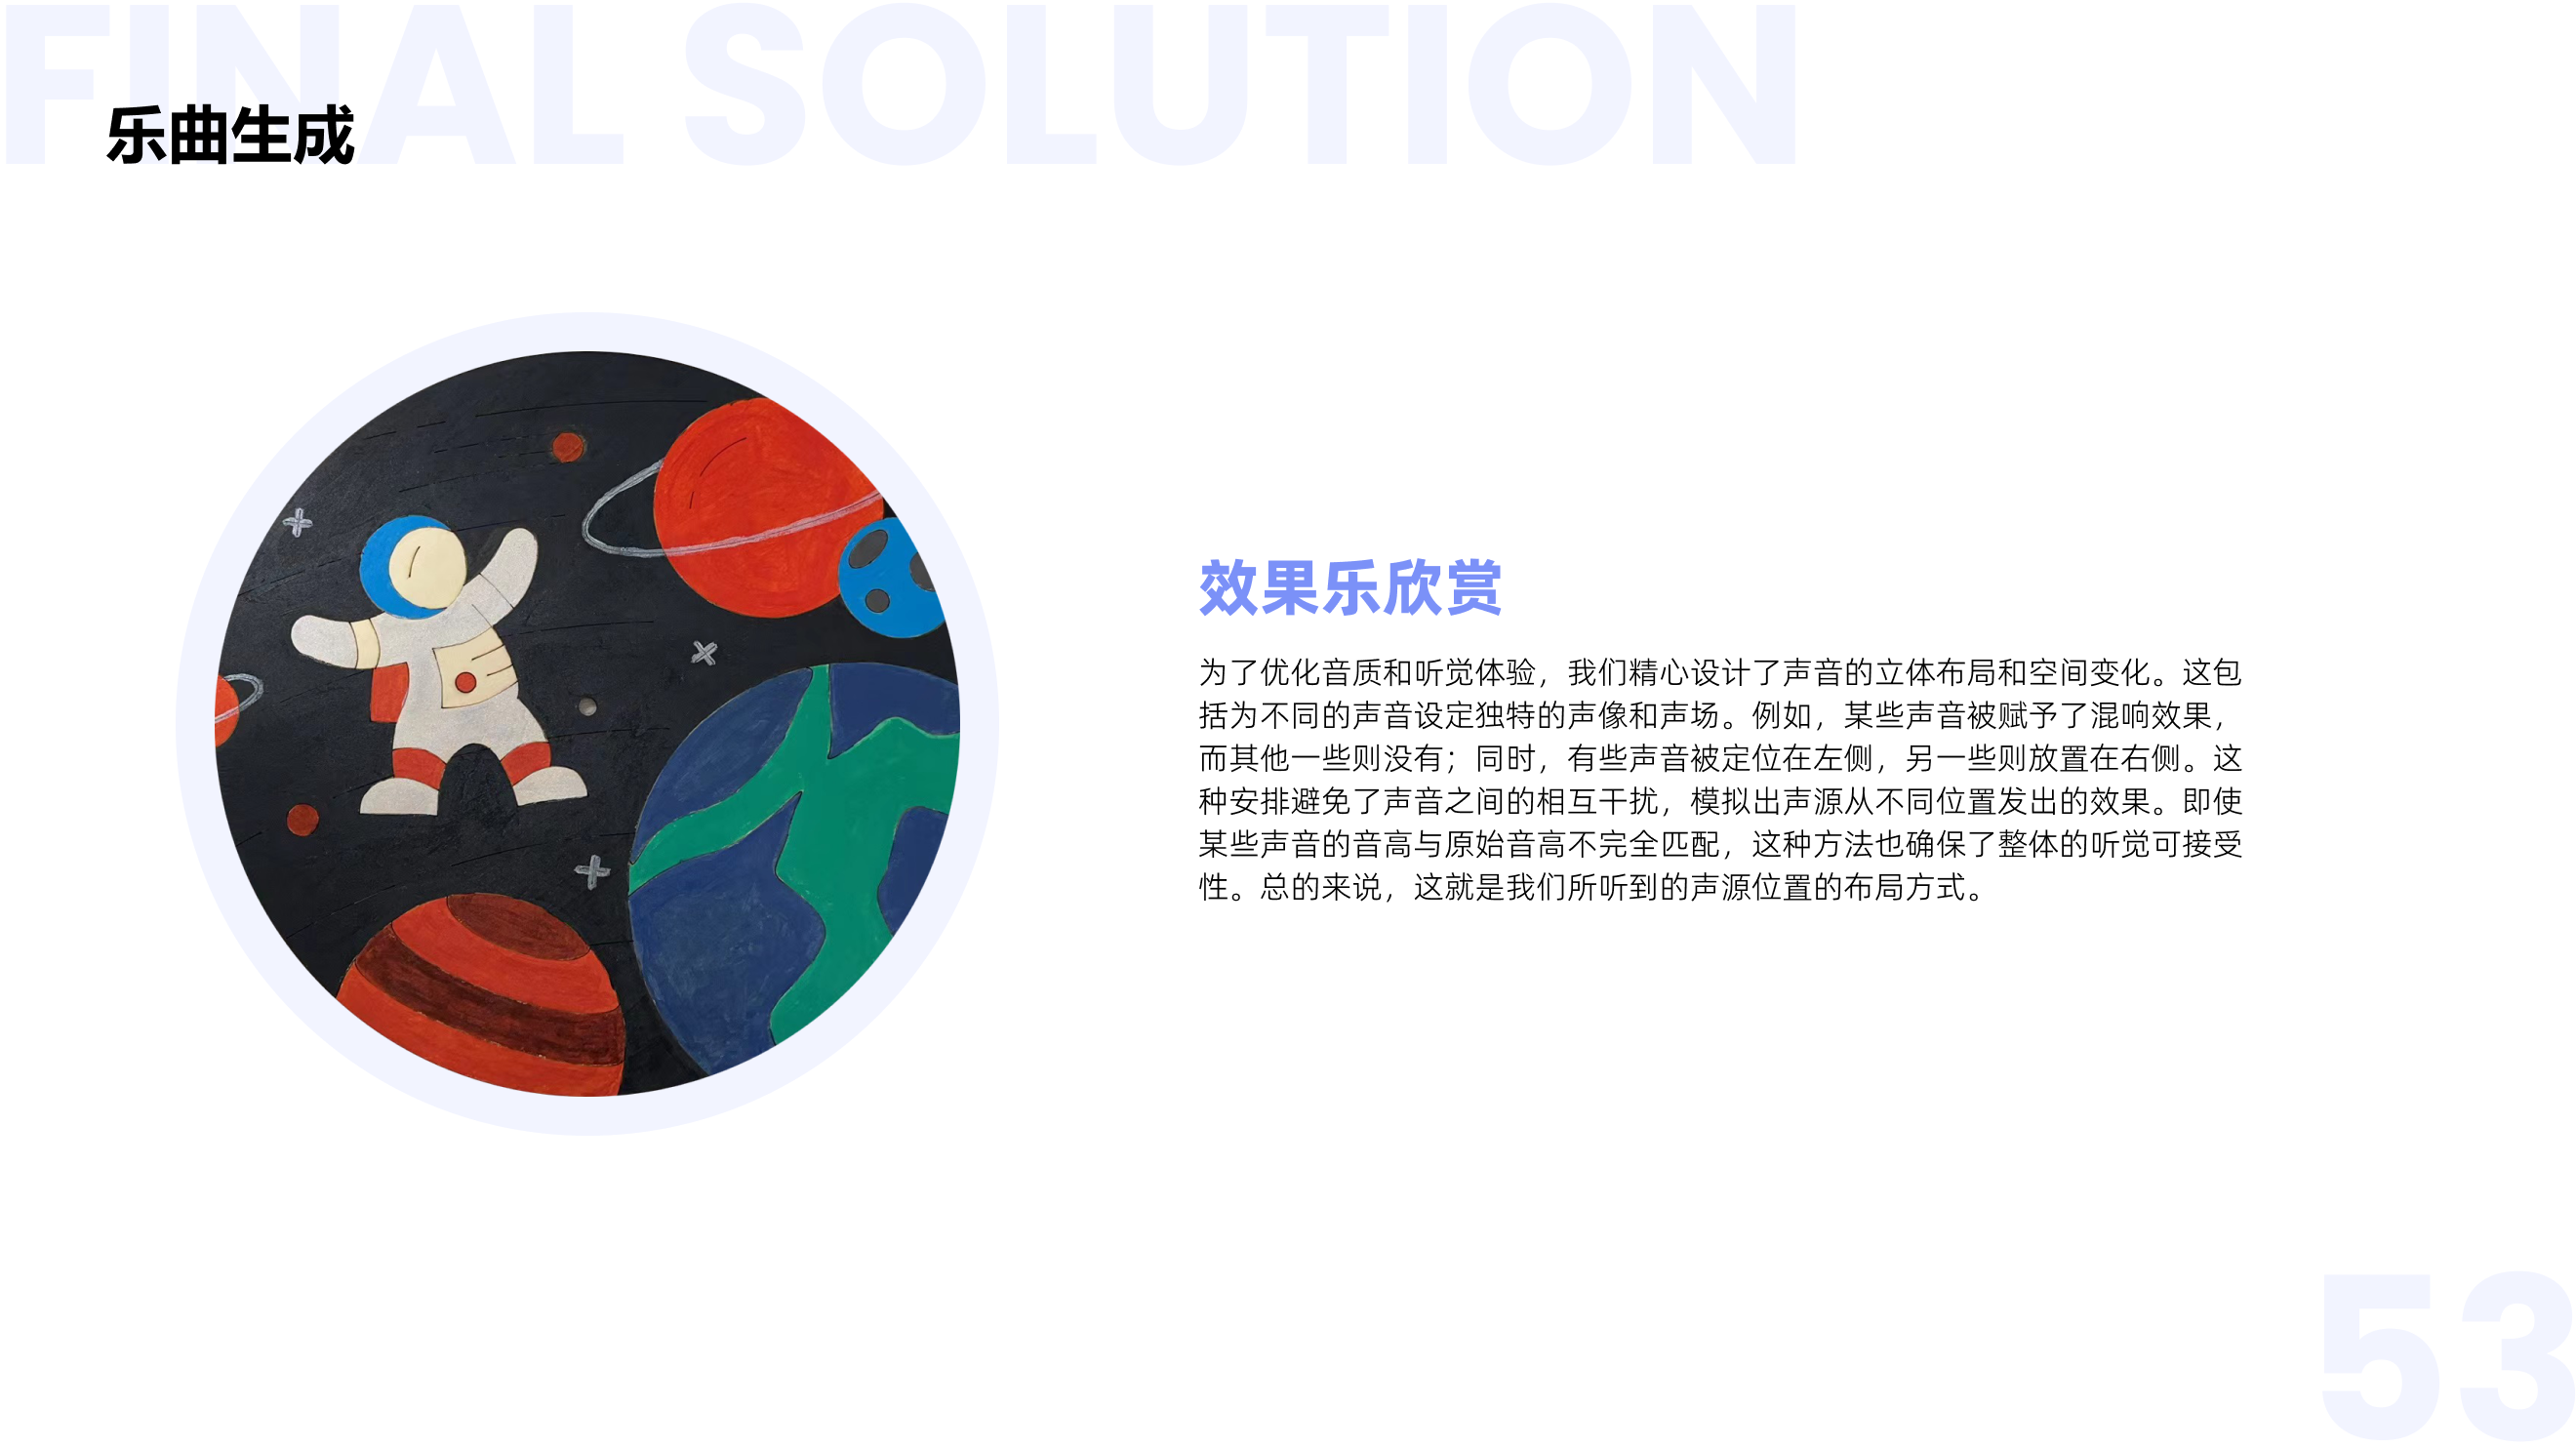 FINAL SOLUTION
乐曲生成
效果乐欣赏
为了优化音质和听觉体验，我们精心设计了声音的立体布局和空间变化。这包
括为不同的声音设定独特的声像和声场。例如，某些声音被赋予了混响效果，
而其他一些则没有；同时，有些声音被定位在左侧，另一些则放置在右侧。这
种安排避免了声音之间的相互干扰，模拟出声源从不同位置发出的效果。即使
某些声音的音高与原始音高不完全匹配，这种方法也确保了整体的听觉可接受
性。总的来说，这就是我们所听到的声源位置的布局方式。
53